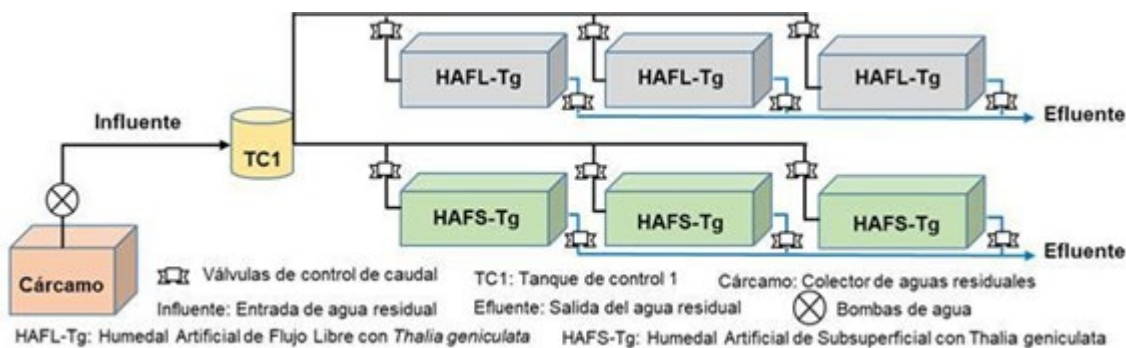 HAFL-Tg HAFL-Tg HAFL-Tg
Influente
Efluente
TC1
HAFS-Tg HAFS-Tg HAFS-Tg
Cárcamo
Efluente
Válvulas de control de caudal TC1: Tanque de control 1 Cárcamo: Colector de aguas residuales
Influente: Entrada de agua residual Efluente: Salida del agua residual Bombas de agua
HAFL-Tg: Humedal Artificial de Flujo Libre con Thalia geniculata HAFS-Tg: Humedal Artificial de Subsuperficial con Thalia geniculata